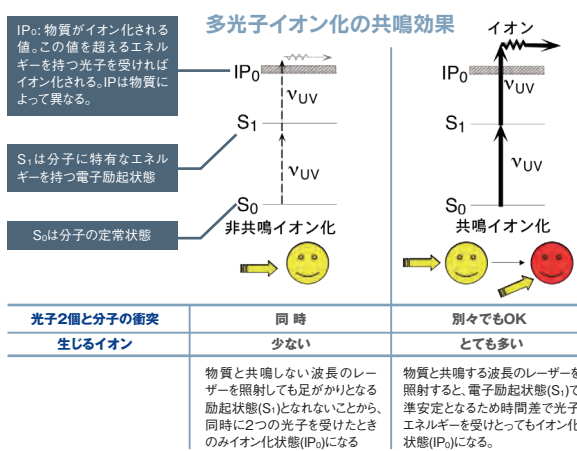 多光子イオン化の共鳴効果
IP₀: 物質がイオン化される
値。この値を超えるエネル
ギーを持つ光子を受ければ
イオン化される。IPは物質に
よって異なる。
S₁は分子に特有なエネル
ギーを持つ電子励起状態
S₀は分子の定常状態
IP₀
νUV
S₁
νUV
S₀
非共鳴イオン化
イオン
IP₀
νUV
S₁
νUV
S₀
共鳴イオン化
光子2個と分子の衝突 同 時 別々でもOK
生じるイオン 少ない とても多い
物質と共鳴しない波長のレー
ザーを照射しても足がかりとなる
励起状態(S₁)となれないことから、
同時に2つの光子を受けたとき
のみイオン化状態(IP₀)になる
物質と共鳴する波長のレーザーを
照射すると、電子励起状態(S₁)で
準安定となるため時間差で光子
エネルギーを受けとってもイオン化
状態(IP₀)になる。